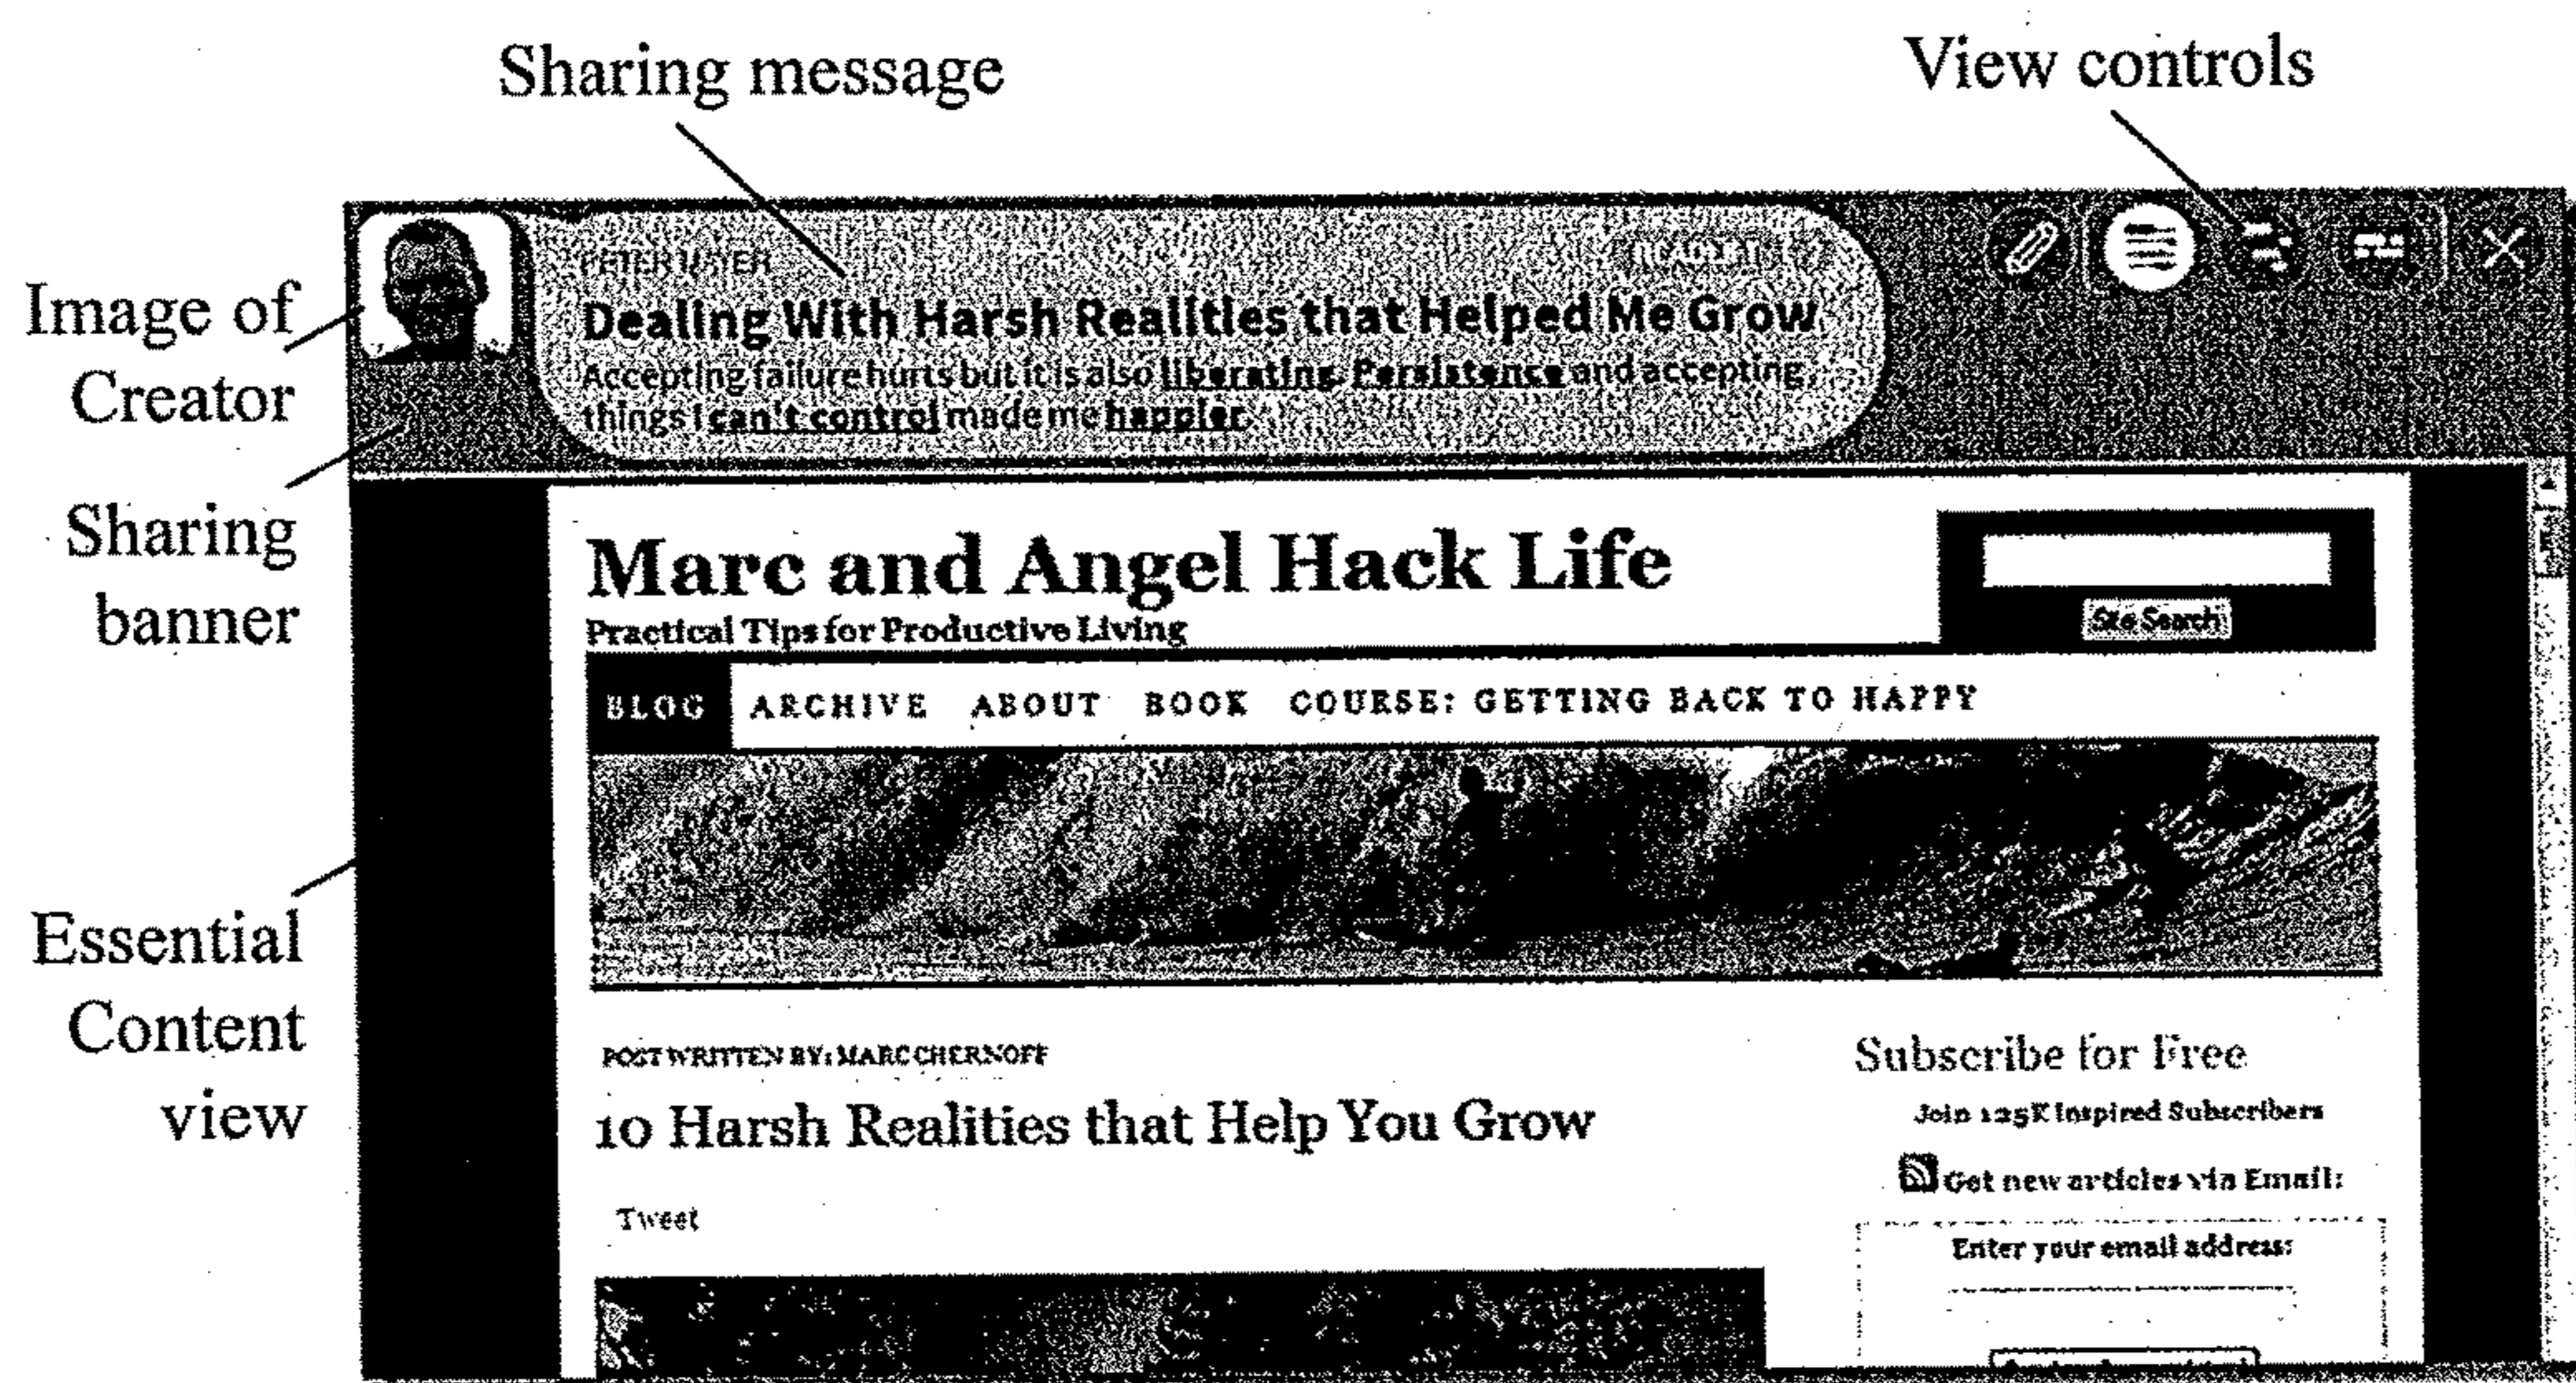 Sharing message
View controls
Image of
Creator
Sharing
banner
Essential
Content
view
PETER
Dealing With Harsh Realities that Helped Me Grow
Accepting failure hurts but it is also liberating. Persistence and accepting
things I can't control made me happier.
Marc and Angel Hack Life
Practical Tips for Productive Living
Site Search
BLOG ARCHIVE ABOUT BOOK COURSE: GETTING BACK TO HAPPY
POST WRITTEN BY: MARC CHERNOFF
10 Harsh Realities that Help You Grow
Tweet
Subscribe for Free
Join 125K Inspired Subscribers
Get new articles via Email:
Enter your email address: